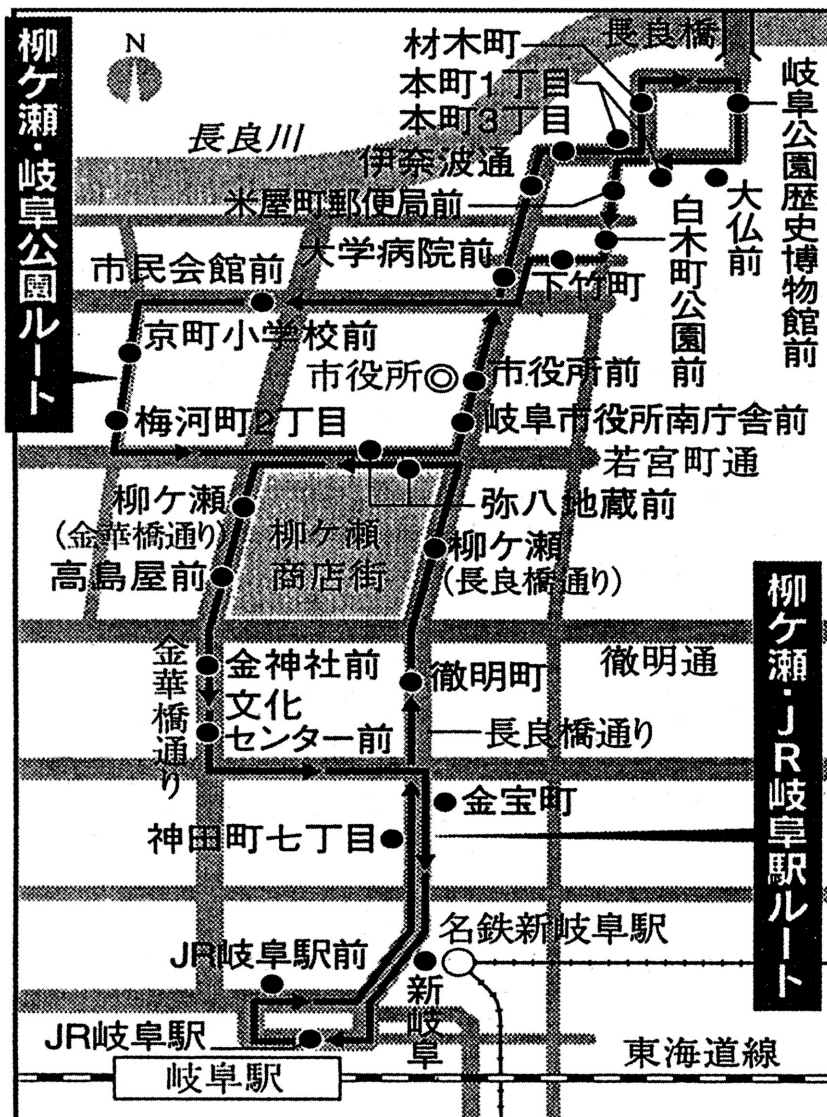 柳ケ瀬・岐阜公園ルート
N
長良川
長良橋
材木町
本町1丁目
本町3丁目
伊奈波通
米屋町郵便局前
大学病院前
市民会館前
京町小学校前
市役所
梅河町2丁目
岐阜公園歴史博物館前
大仏前
白木町公園前
下竹町
市役所前
岐阜市役所南庁舎前
若宮町通
弥八地蔵前
柳ケ瀬
(金華橋通り)
高島屋前
柳ケ瀬
商店街
柳ケ瀬
(長良橋通り)
金華橋通り
金神社前
文化
センター前
徹明町
徹明通
長良橋通り
金宝町
神田町七丁目
柳ケ瀬・JR岐阜駅ルート
名鉄新岐阜駅
新岐阜
JR岐阜駅前
JR岐阜駅
岐阜駅
東海道線